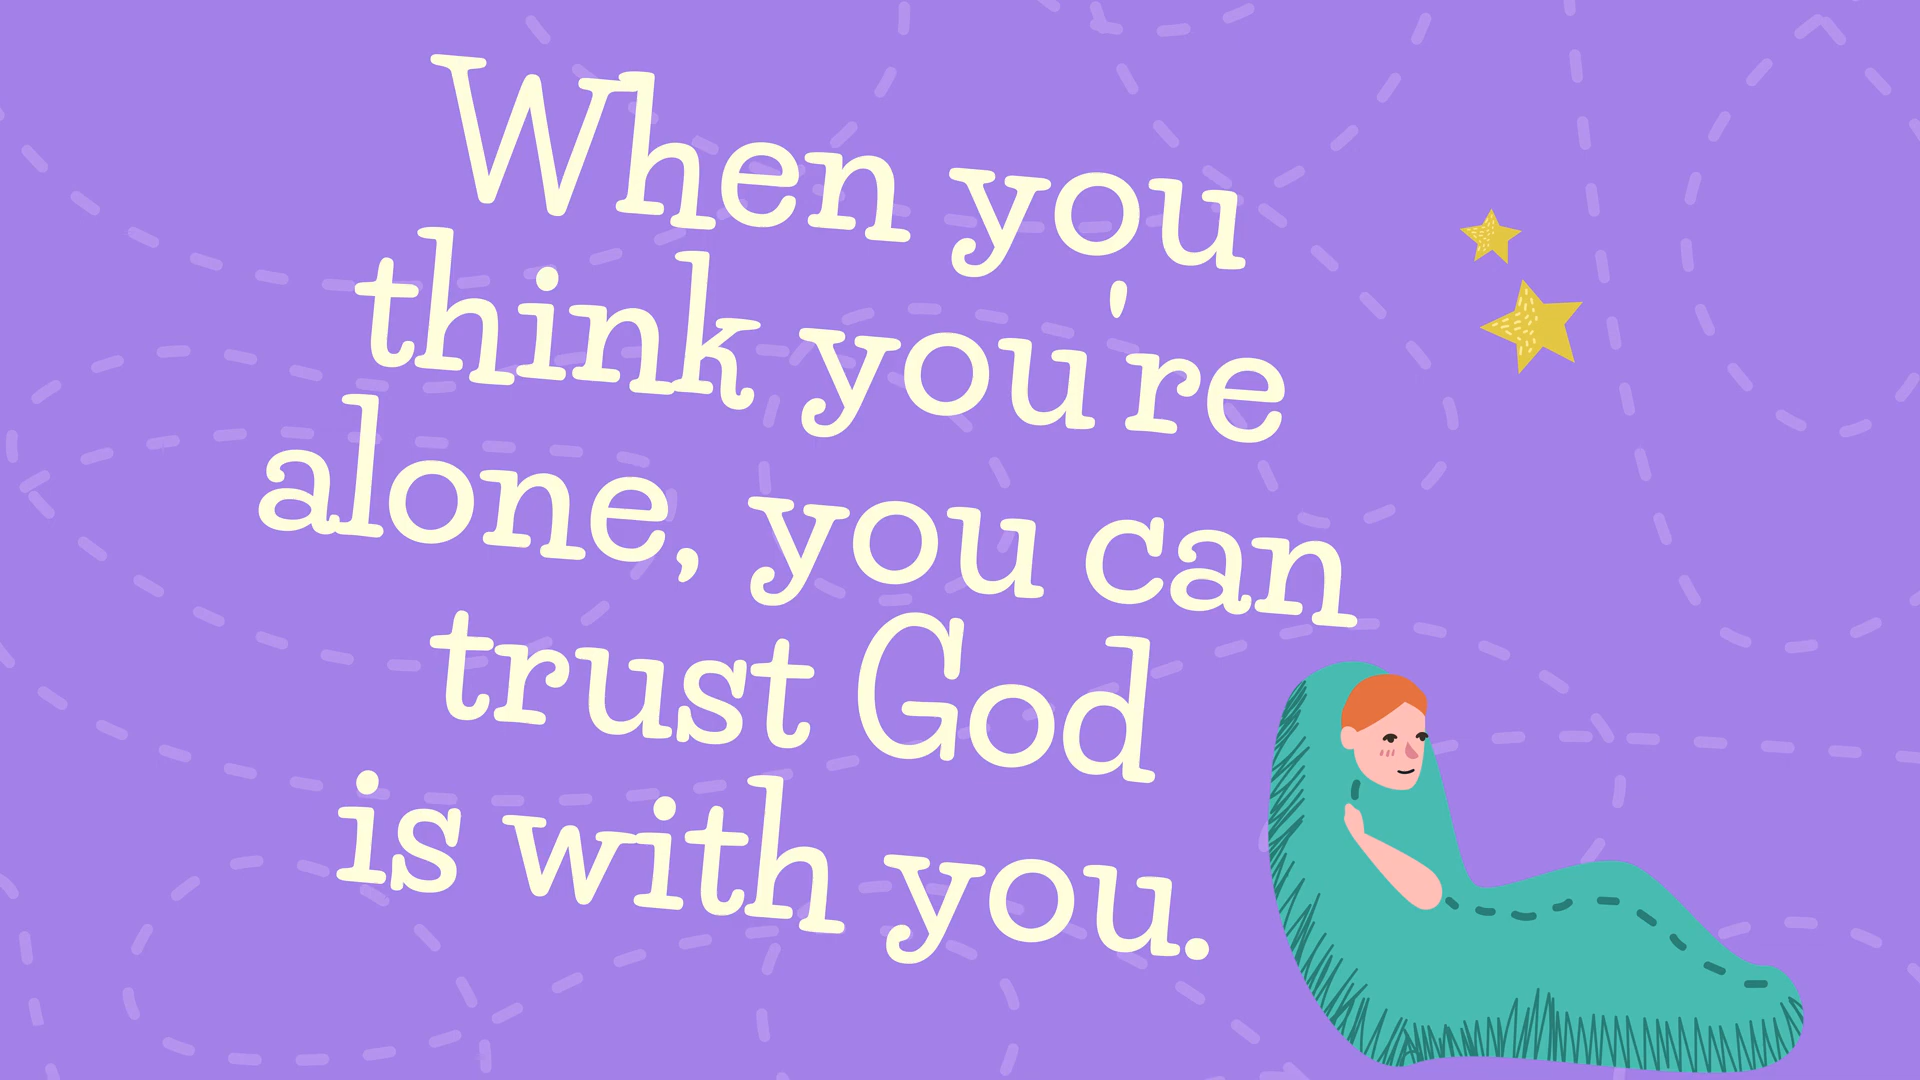 When you
think you're
alone, you can
trust God
is with you.